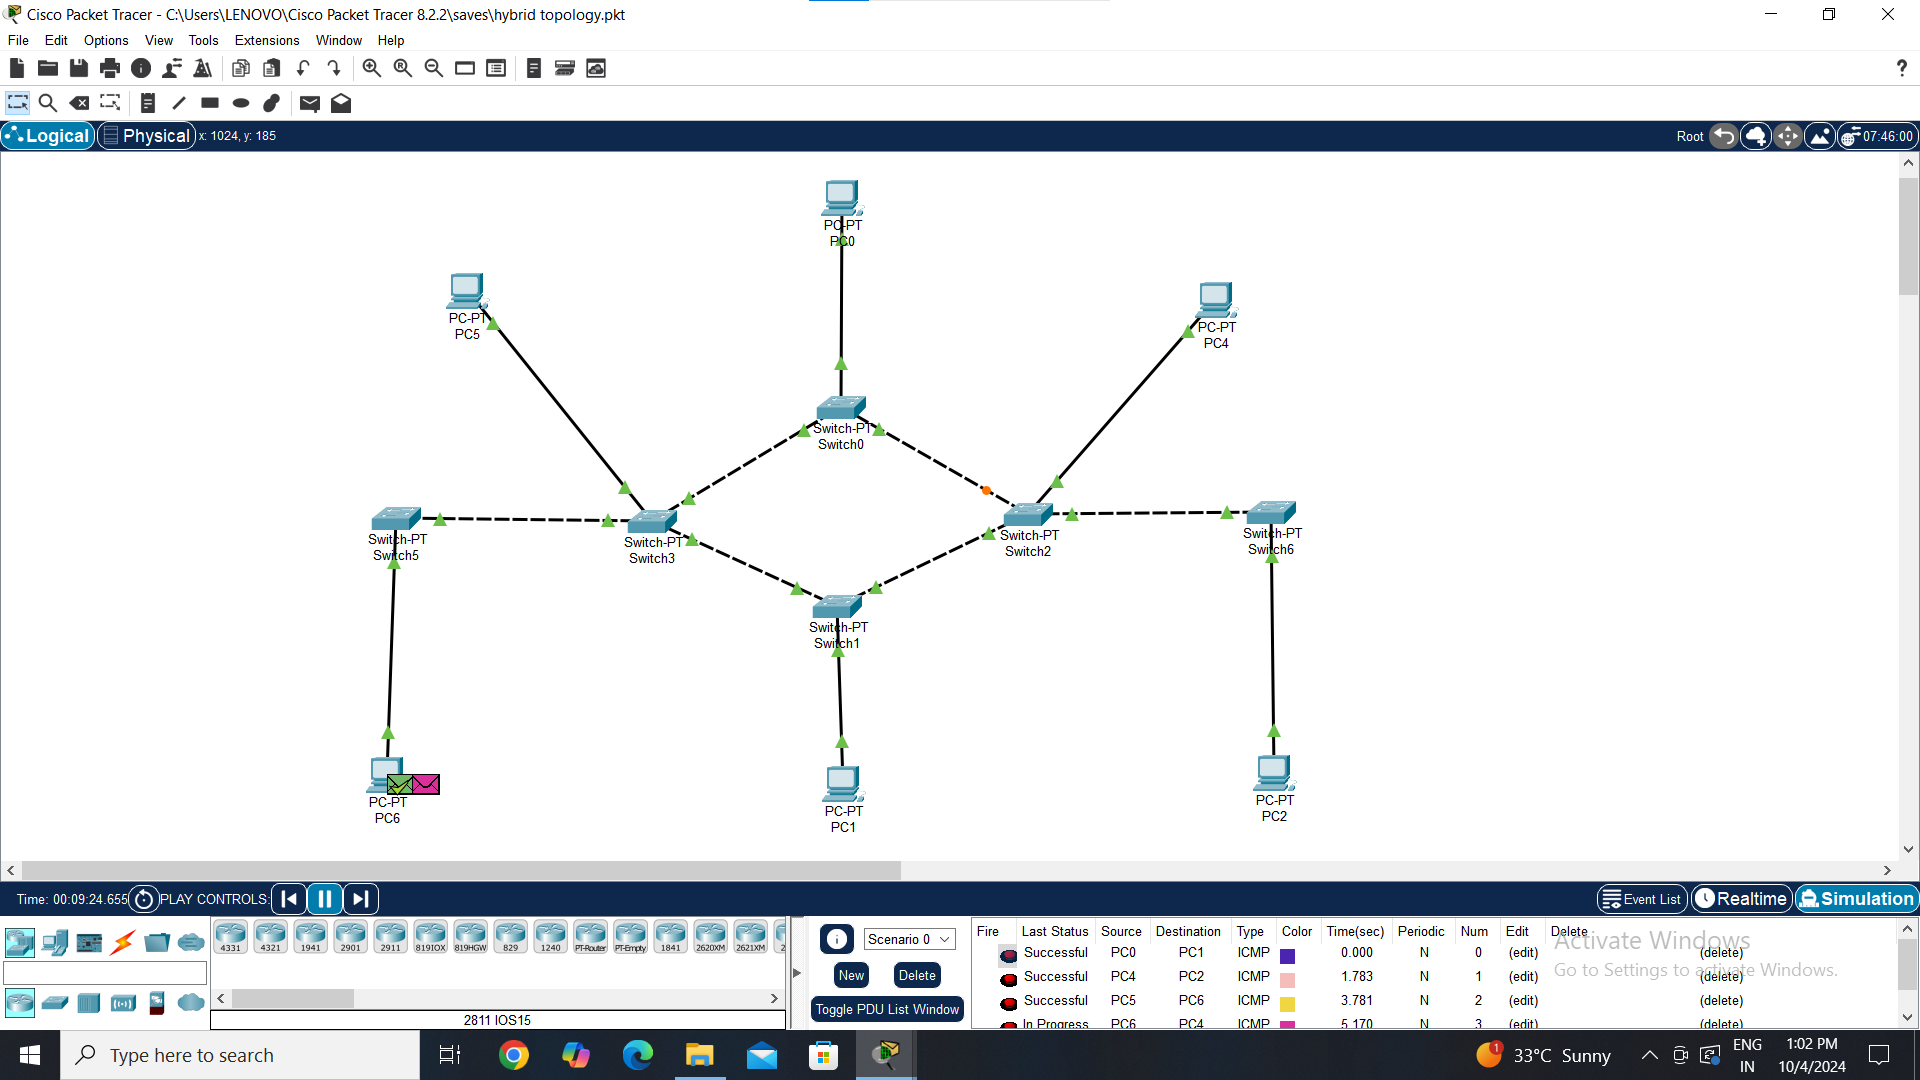 Cisco Packet Tracer - C:\Users\LENOVO\Cisco Packet Tracer 8.2.2\saves\hybrid topology.pkt
File Edit Options View Tools Extensions Window Help
Logical Physical x: 1024, y: 185 Root 07:46:00
PC-PT
PC0
PC-PT
PC5
PC-PT
PC4
Switch-PT
Switch0
Switch-PT
Switch5
Switch-PT
Switch3
Switch-PT
Switch2
Switch-PT
Switch6
Switch-PT
Switch1
PC-PT
PC6
PC-PT
PC1
PC-PT
PC2
Time: 00:09:24.655 PLAY CONTROLS: Event List Realtime Simulation
4331 4321 1941 2901 2911 819IOX 819HGW 829 1240 PT-Router PT-Empty 1841 2620XM 2621XM 2
2811 IOS15
Scenario 0
New Delete
Toggle PDU List Window
Fire Last Status Source Destination Type Color Time(sec) Periodic Num Edit Delete
Successful PC0 PC1 ICMP 0.000 N 0 (edit) (delete)
Successful PC4 PC2 ICMP 1.783 N 1 (edit) (delete)
Successful PC5 PC6 ICMP 3.781 N 2 (edit) (delete)
In Progress PC6 PC4 ICMP 5.170 N 3 (edit) (delete)
Activate Windows
Go to Settings to activate Windows.
Type here to search
1
33°C Sunny
ENG
IN
1:02 PM
10/4/2024